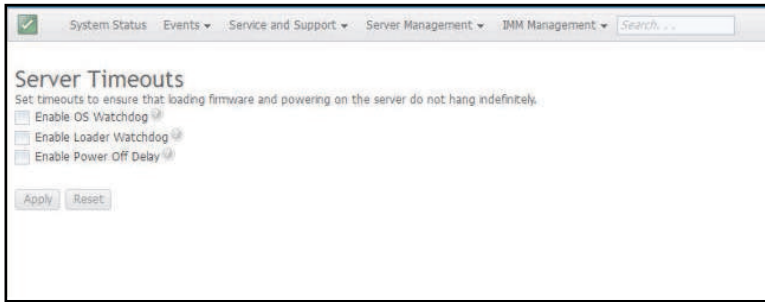 System Status Events Service and Support Server Management IMM Management Search. . .
Server Timeouts
Set timeouts to ensure that loading firmware and powering on the server do not hang indefinitely.
Enable OS Watchdog
Enable Loader Watchdog
Enable Power Off Delay
Apply Reset